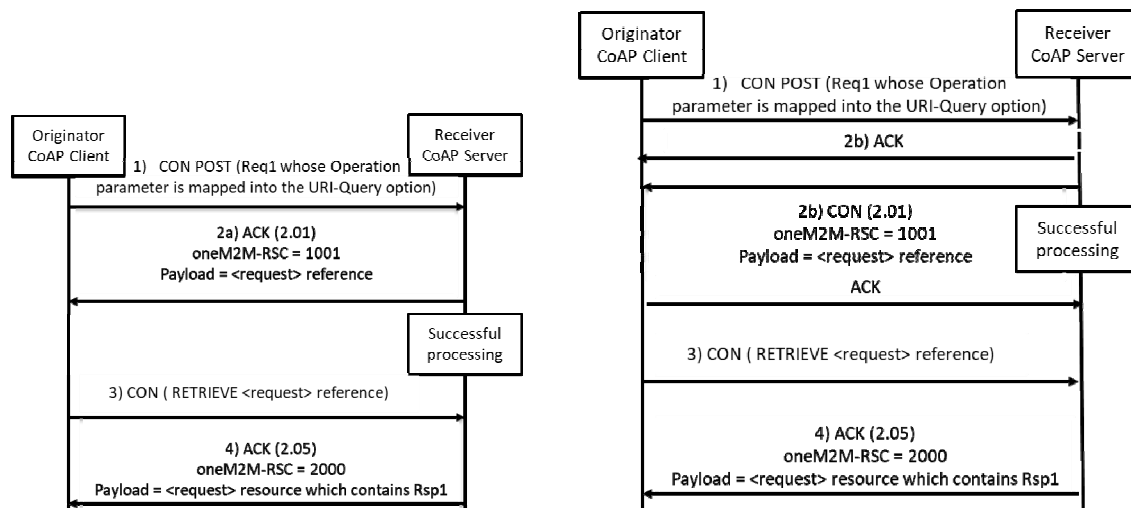 Originator
CoAP Client
Receiver
CoAP Server
1) CON POST (Req1 whose Operation
parameter is mapped into the URI-Query option)
2a) ACK (2.01)
oneM2M-RSC = 1001
Payload = <request> reference
Successful
processing
3) CON ( RETRIEVE <request> reference)
4) ACK (2.05)
oneM2M-RSC = 2000
Payload = <request> resource which contains Rsp1
Originator
CoAP Client
Receiver
CoAP Server
1) CON POST (Req1 whose Operation
parameter is mapped into the URI-Query option)
2b) ACK
2b) CON (2.01)
oneM2M-RSC = 1001
Payload = <request> reference
Successful
processing
ACK
3) CON ( RETRIEVE <request> reference)
4) ACK (2.05)
oneM2M-RSC = 2000
Payload = <request> resource which contains Rsp1